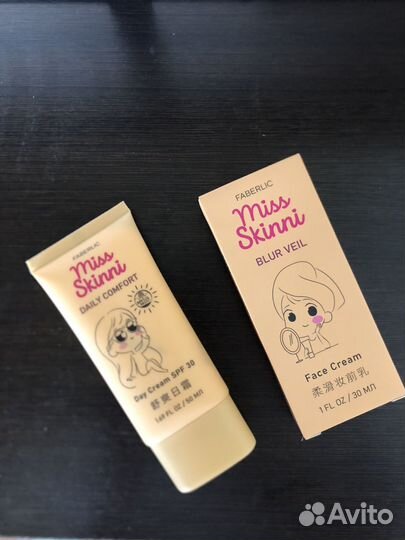 FABERLIC
Miss
Skinni
DAILY COMFORT
Day Cream SPF 30
舒爽日霜
1.69 FL OZ / 50 МЛ
FABERLIC
Miss
Skinni
BLUR VEIL
Face Cream
柔滑妆前乳
1 FL OZ / 30 МЛ
Avito